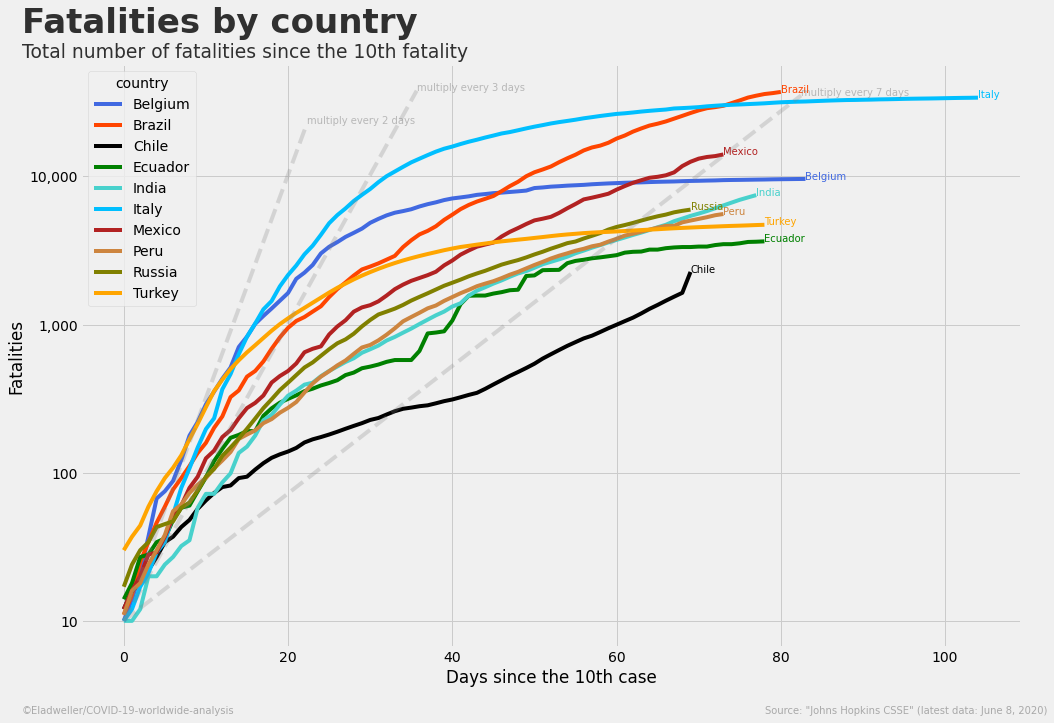 Fatalities by country
Total number of fatalities since the 10th fatality
country
Belgium
Brazil
Chile
Ecuador
India
Italy
Mexico
Peru
Russia
Turkey
multiply every 3 days
multiply every 2 days
Brazil
multiply every 7 days
Italy
Mexico
Belgium
India
Russia
Peru
Turkey
Ecuador
Chile
Fatalities
10,000
1,000
100
10
0 20 40 60 80 100
Days since the 10th case
©Eladweller/COVID-19-worldwide-analysis
Source: "Johns Hopkins CSSE" (latest data: June 8, 2020)